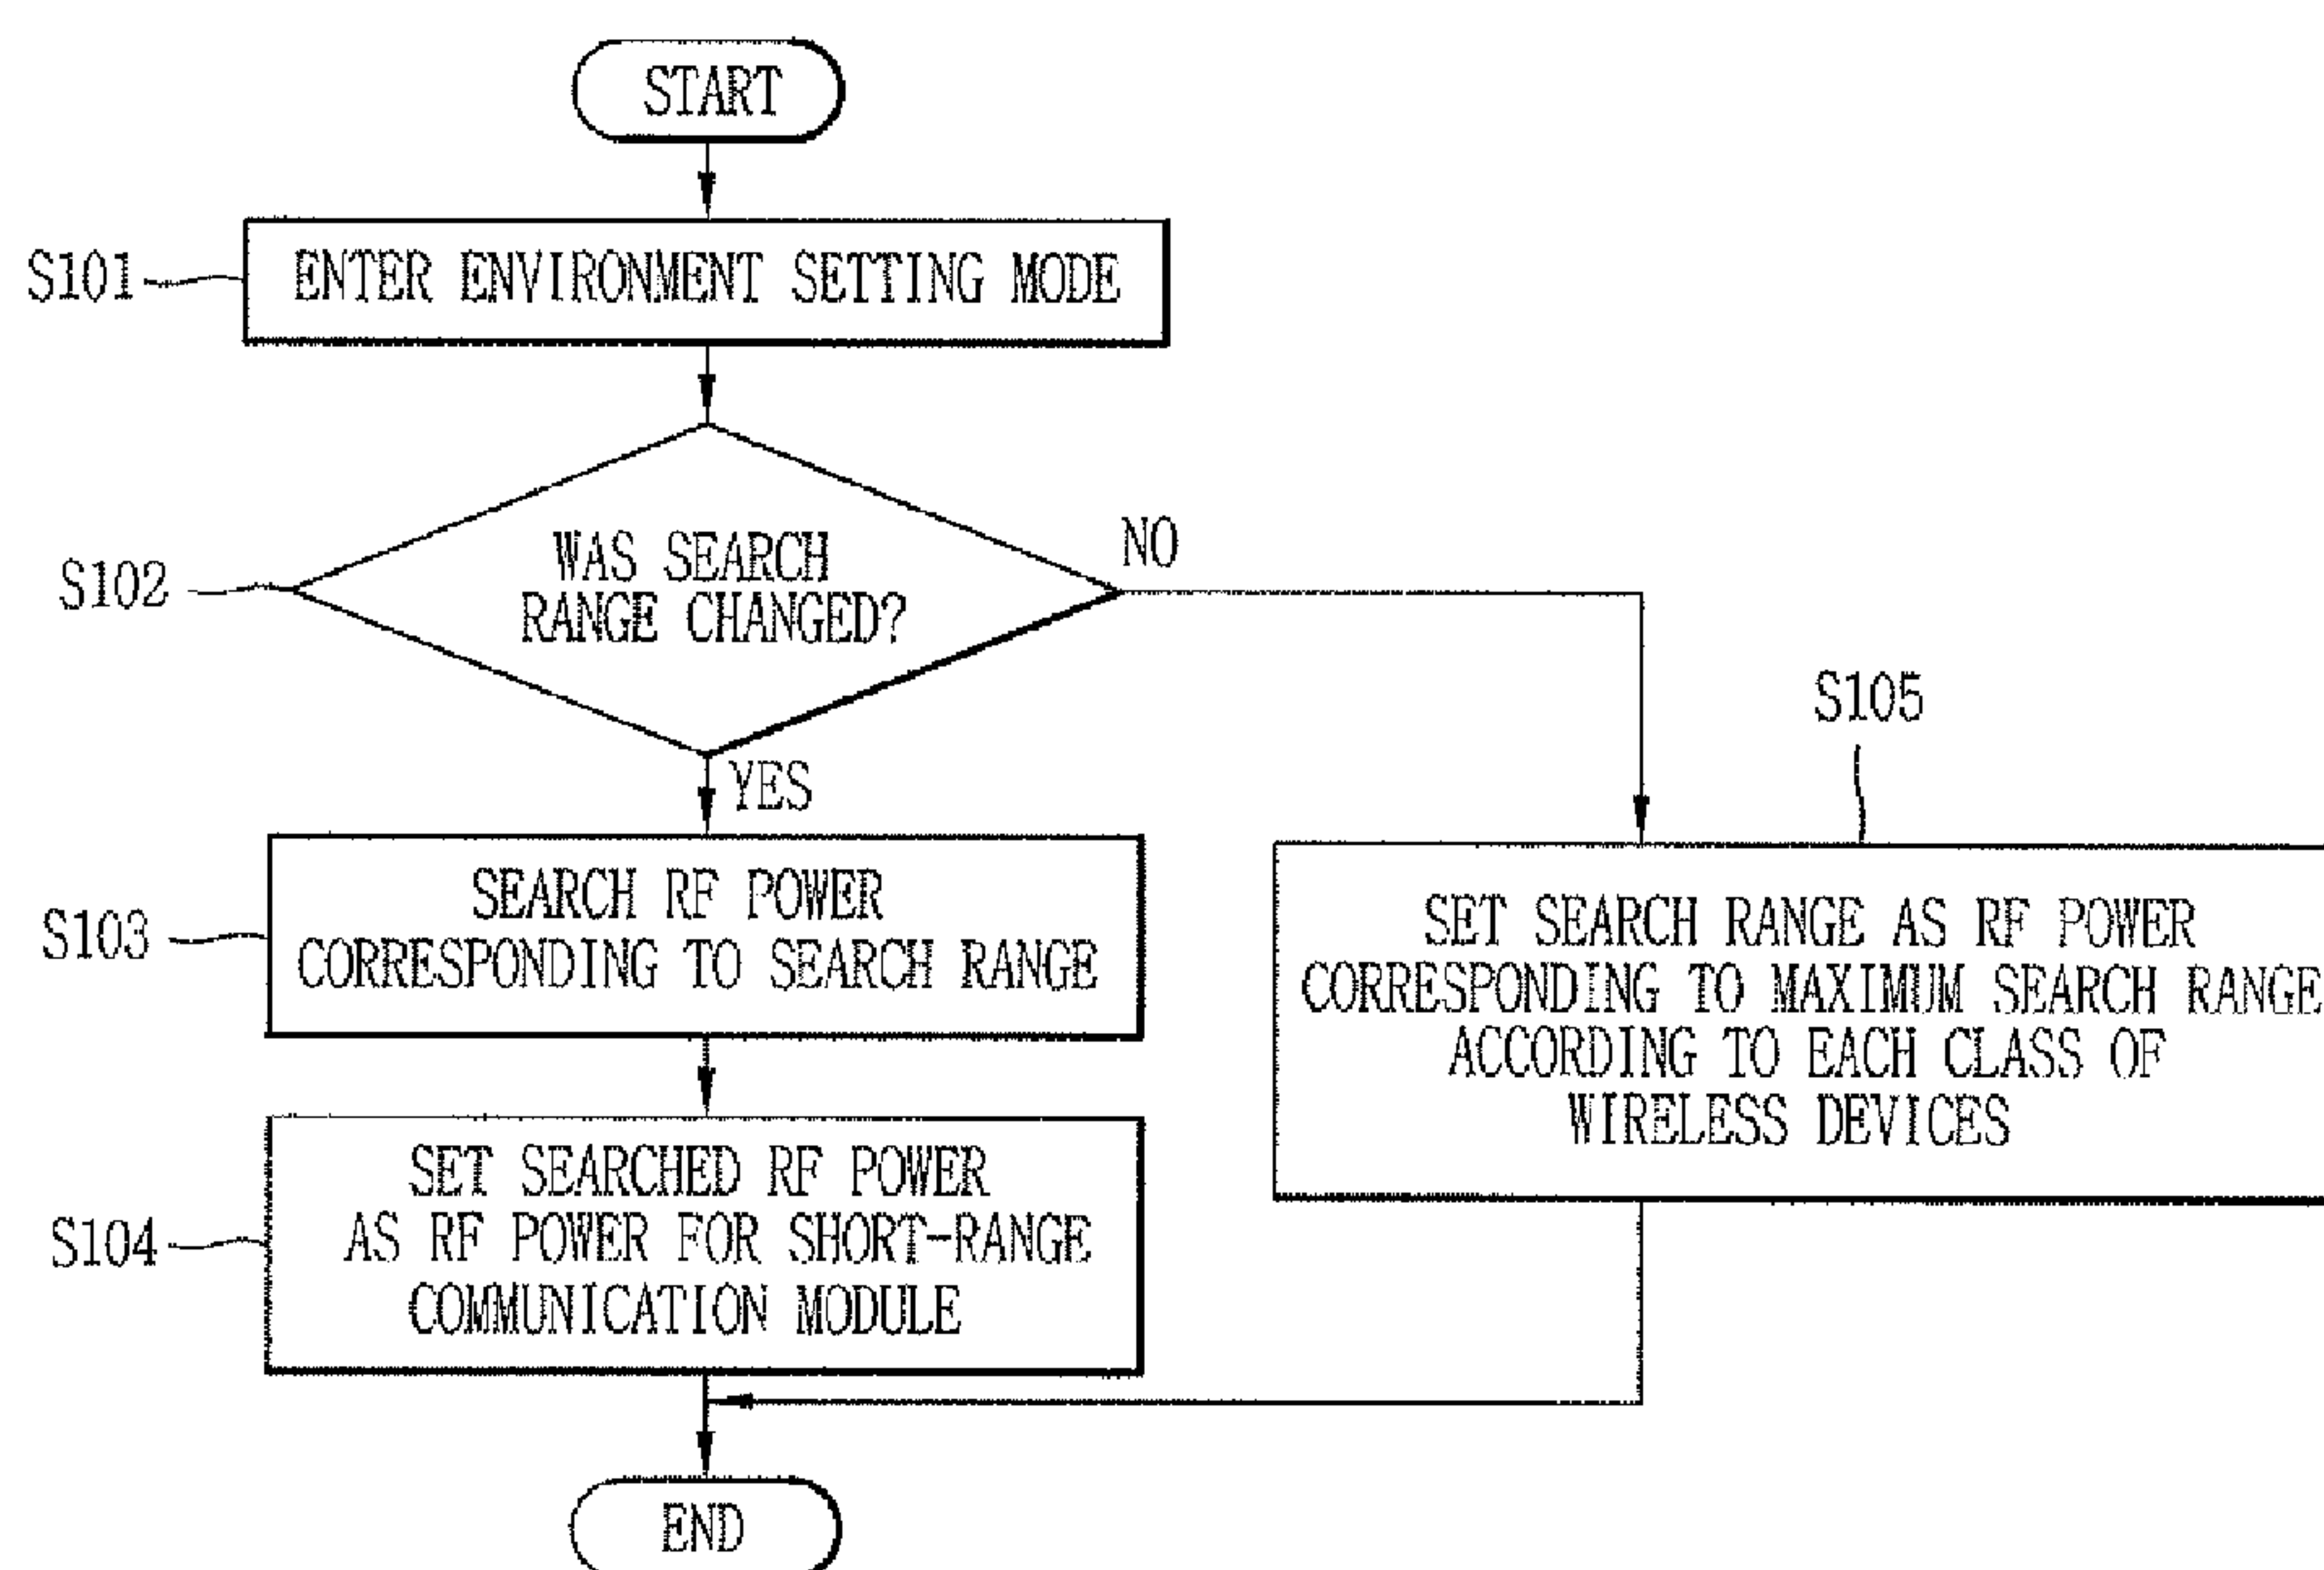 START
S101
ENTER ENVIRONMENT SETTING MODE
S102
WAS SEARCH
RANGE CHANGED?
NO
YES
S103
SEARCH RF POWER
CORRESPONDING TO SEARCH RANGE
S105
SET SEARCH RANGE AS RF POWER
CORRESPONDING TO MAXIMUM SEARCH RANGE
ACCORDING TO EACH CLASS OF
WIRELESS DEVICES
S104
SET SEARCHED RF POWER
AS RF POWER FOR SHORT-RANGE
COMMUNICATION MODULE
END